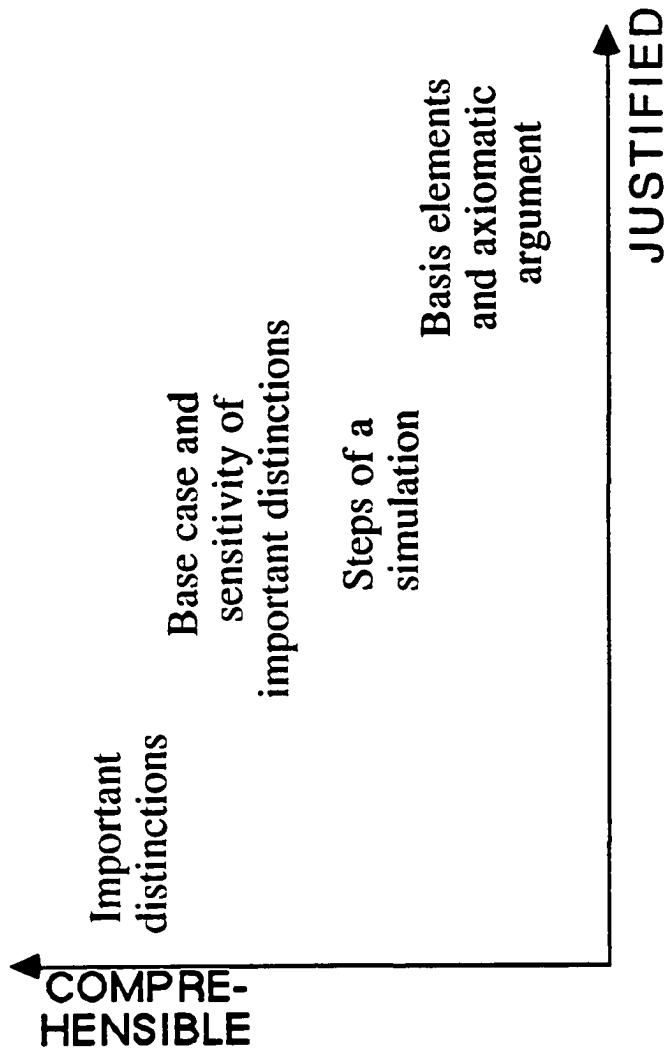 COMPRE-
HENSIBLE
Important
distinctions
Base case and
sensitivity of
important distinctions
Steps of a
simulation
Basis elements
and axiomatic
argument
JUSTIFIED